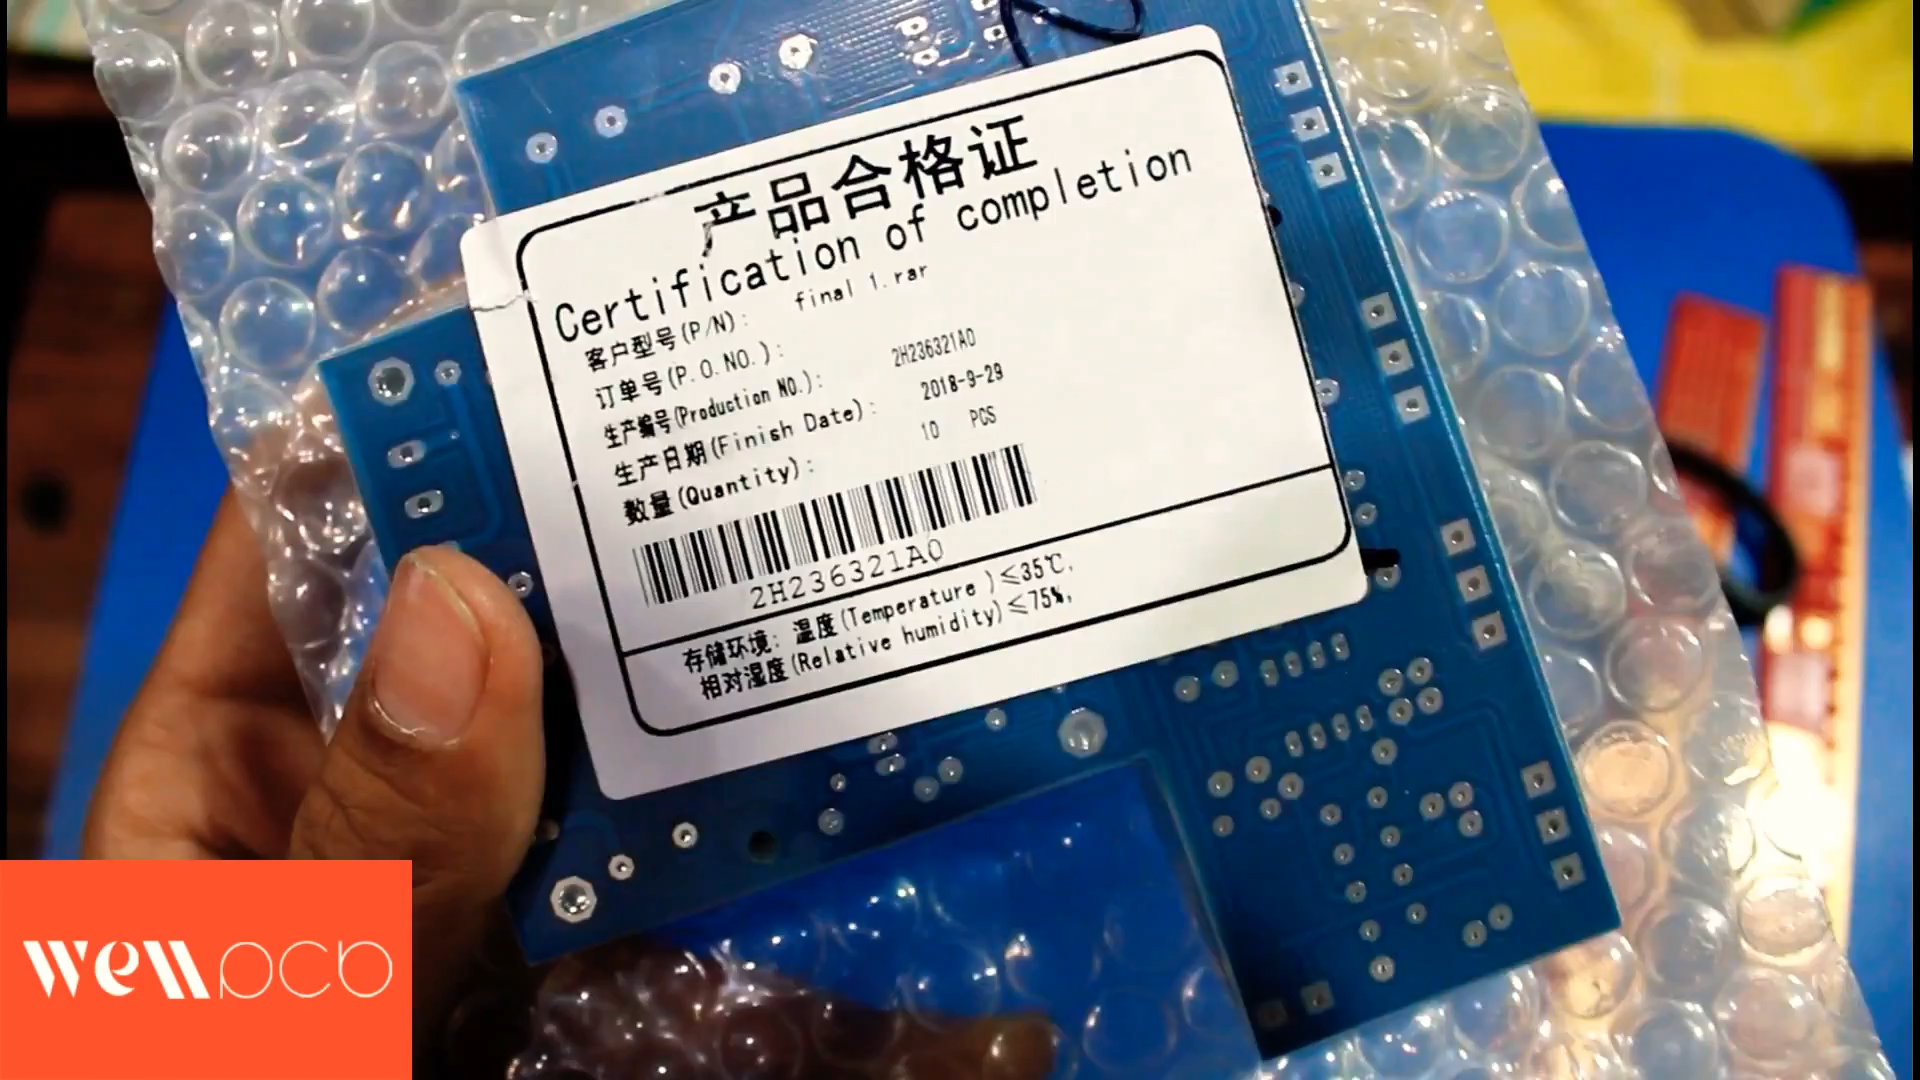 产品合格证
Certification of completion
客户型号(P/N): final 1.rar
订单号(P.O.NO.):
生产编号(Production NO.): 2H236321A0
生产日期(Finish Date): 2018-9-29
数量(Quantity): 10 PCS
2H236321A0
存储环境: 温度(Temperature )≤35℃,
相对湿度(Relative humidity)≤75%,
wellpcb